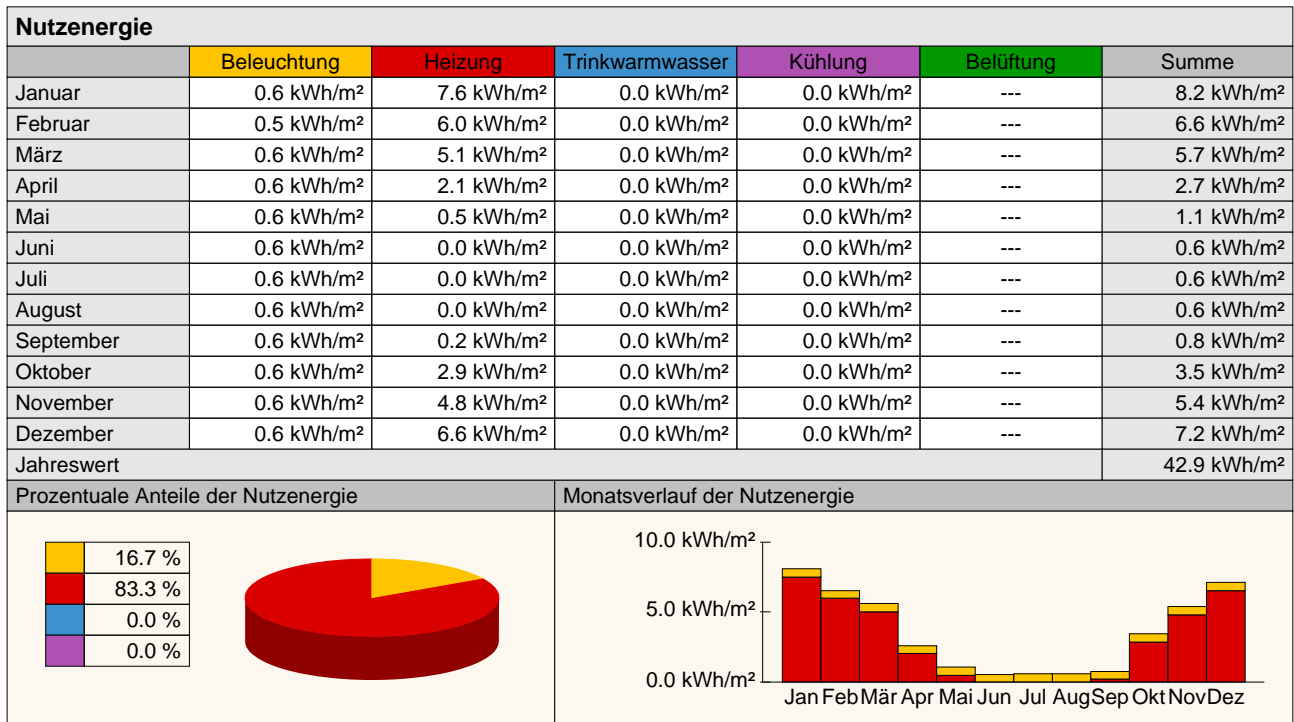 Nutzenergie
Beleuchtung Heizung Trinkwarmwasser Kühlung Belüftung Summe
Januar 0.6 kWh/m² 7.6 kWh/m² 0.0 kWh/m² 0.0 kWh/m² --- 8.2 kWh/m²
Februar 0.5 kWh/m² 6.0 kWh/m² 0.0 kWh/m² 0.0 kWh/m² --- 6.6 kWh/m²
März 0.6 kWh/m² 5.1 kWh/m² 0.0 kWh/m² 0.0 kWh/m² --- 5.7 kWh/m²
April 0.6 kWh/m² 2.1 kWh/m² 0.0 kWh/m² 0.0 kWh/m² --- 2.7 kWh/m²
Mai 0.6 kWh/m² 0.5 kWh/m² 0.0 kWh/m² 0.0 kWh/m² --- 1.1 kWh/m²
Juni 0.6 kWh/m² 0.0 kWh/m² 0.0 kWh/m² 0.0 kWh/m² --- 0.6 kWh/m²
Juli 0.6 kWh/m² 0.0 kWh/m² 0.0 kWh/m² 0.0 kWh/m² --- 0.6 kWh/m²
August 0.6 kWh/m² 0.0 kWh/m² 0.0 kWh/m² 0.0 kWh/m² --- 0.6 kWh/m²
September 0.6 kWh/m² 0.2 kWh/m² 0.0 kWh/m² 0.0 kWh/m² --- 0.8 kWh/m²
Oktober 0.6 kWh/m² 2.9 kWh/m² 0.0 kWh/m² 0.0 kWh/m² --- 3.5 kWh/m²
November 0.6 kWh/m² 4.8 kWh/m² 0.0 kWh/m² 0.0 kWh/m² --- 5.4 kWh/m²
Dezember 0.6 kWh/m² 6.6 kWh/m² 0.0 kWh/m² 0.0 kWh/m² --- 7.2 kWh/m²
Jahreswert 42.9 kWh/m²
Prozentuale Anteile der Nutzenergie
16.7 %
83.3 %
0.0 %
0.0 %
Monatsverlauf der Nutzenergie
10.0 kWh/m²
5.0 kWh/m²
0.0 kWh/m²
Jan Feb Mär Apr Mai Jun Jul Aug Sep Okt Nov Dez